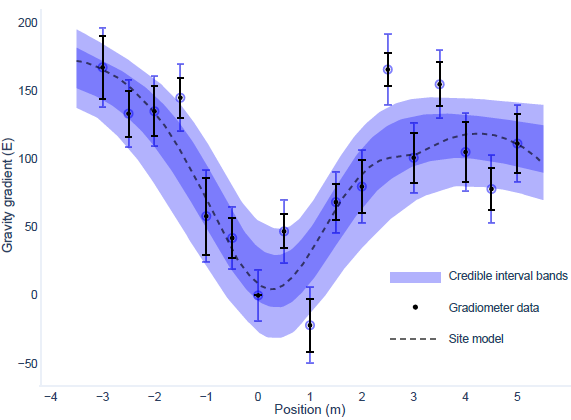 200
150
100
50
0
−50
Gravity gradient (E)
−4 −3 −2 −1 0 1 2 3 4 5
Position (m)
Credible interval bands
Gradiometer data
Site model